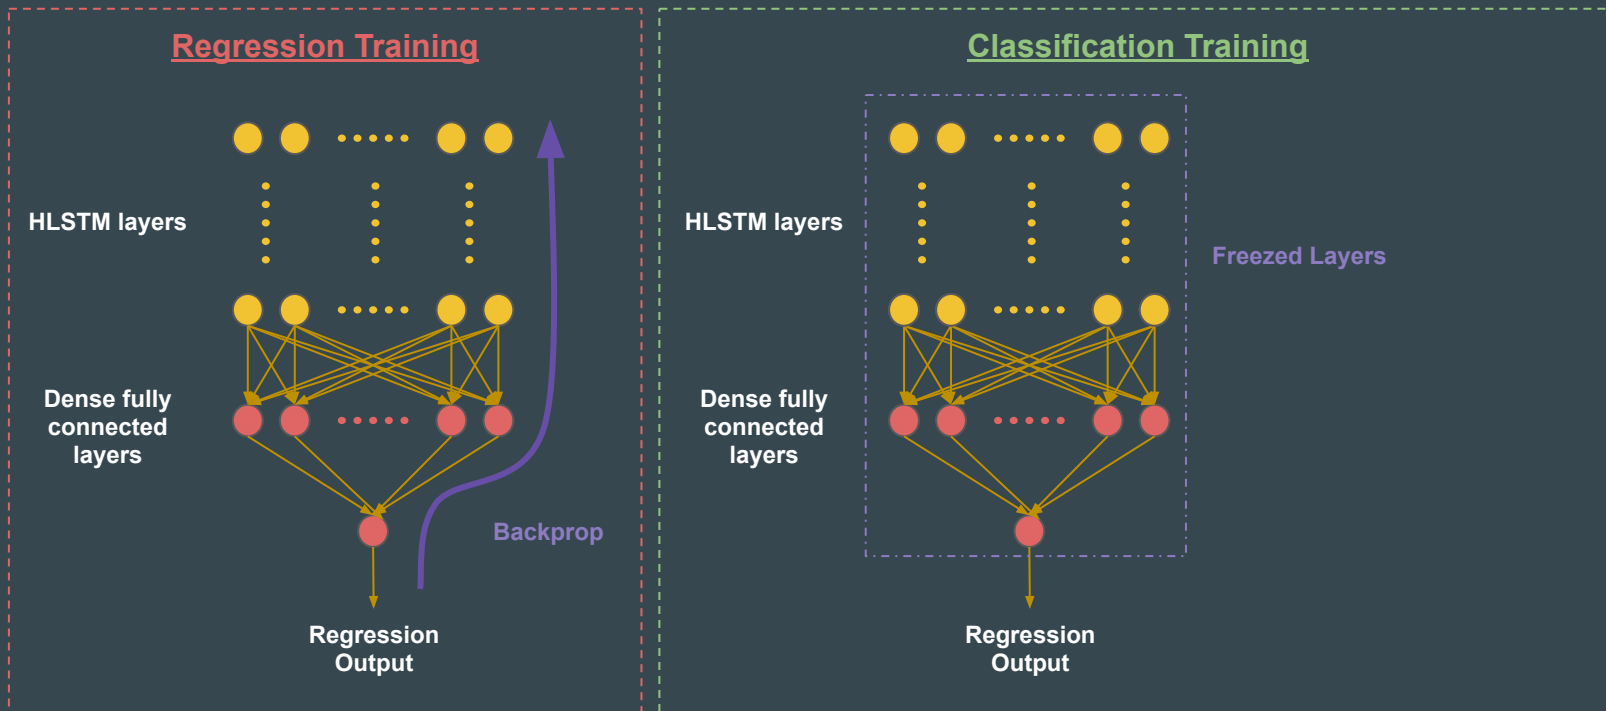 Regression Training
HLSTM layers
Dense fully
connected
layers
Backprop
Regression
Output
Classification Training
HLSTM layers
Freezed Layers
Dense fully
connected
layers
Regression
Output